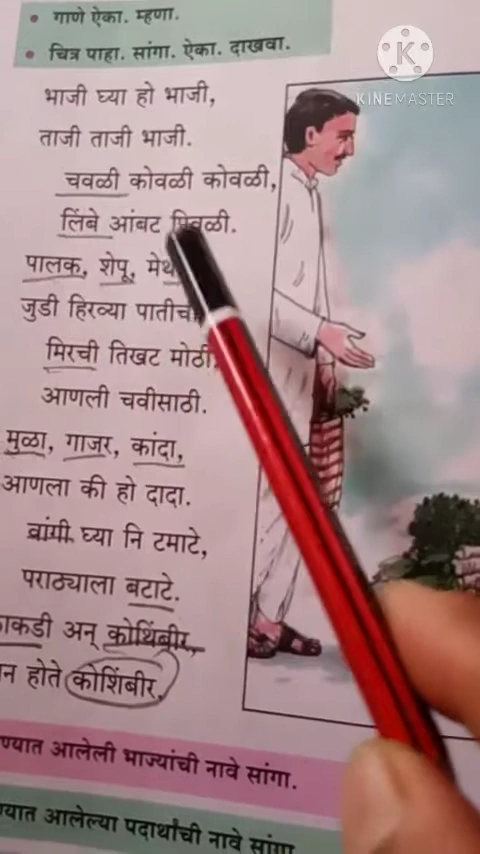 गाणे ऐका. म्हणा.
चित्र पाहा. सांगा. ऐका. दाखवा.
KINEMASTER
भाजी घ्या हो भाजी,
ताजी ताजी भाजी.
चवळी कोवळी कोवळी,
लिंबे आंबट पिवळी.
पालक, शेपू,
जुडी हिरव्या
मिरची तिखट मोठी,
आणली चवीसाठी.
मुळा, गाजर, कांदा,
आणला की हो दादा.
वांगी घ्या नि टमाटे,
पराठ्याला बटाटे.
अन् कोथिंबीर,
होते कोशिंबीर.
आलेली भाज्यांची नावे सांगा.
आलेल्या पदार्थांची नावे सांगा.